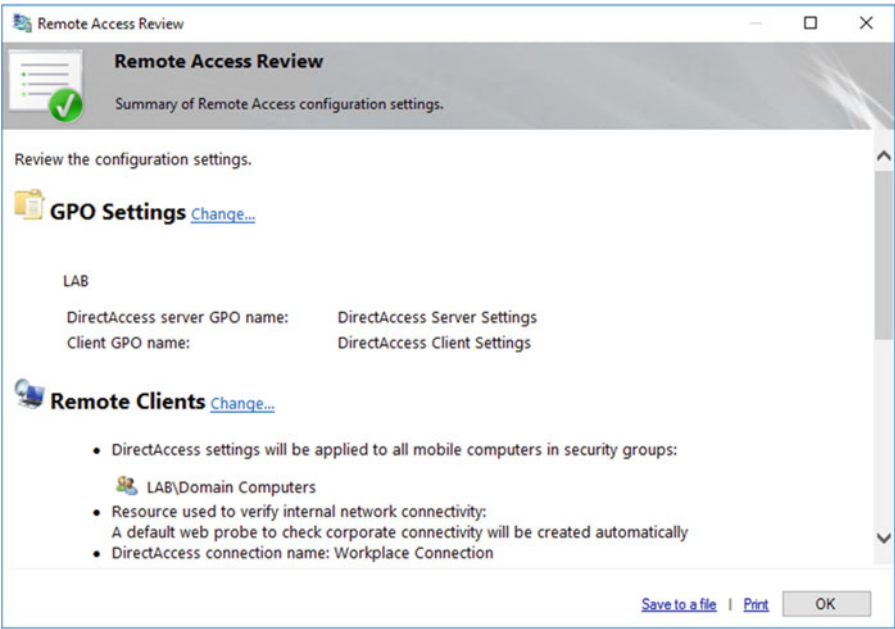 Remote Access Review
Remote Access Review
Summary of Remote Access configuration settings.
Review the configuration settings.
GPO Settings Change...
LAB
DirectAccess server GPO name: DirectAccess Server Settings
Client GPO name: DirectAccess Client Settings
Remote Clients Change...
• DirectAccess settings will be applied to all mobile computers in security groups:
LAB\Domain Computers
• Resource used to verify internal network connectivity:
A default web probe to check corporate connectivity will be created automatically
• DirectAccess connection name: Workplace Connection
Save to a file | Print OK